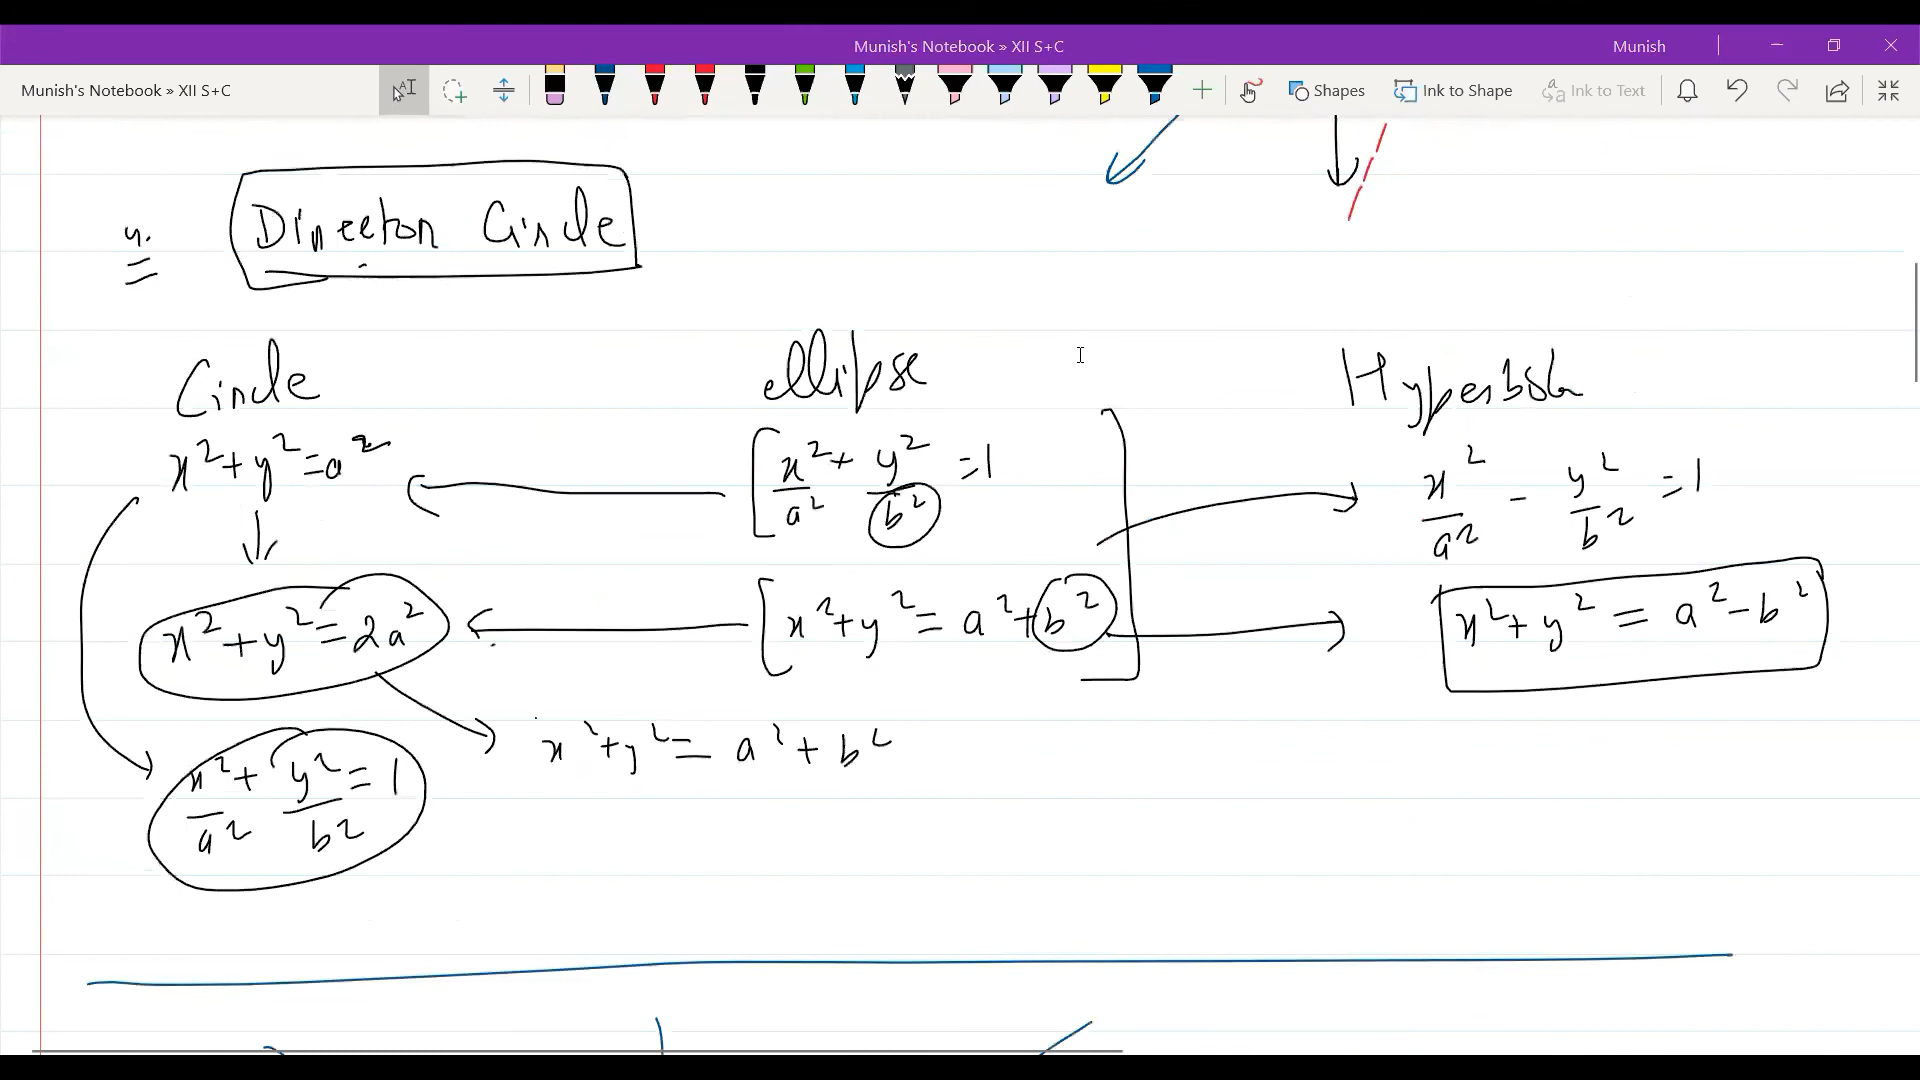 Munish's Notebook » XII S+C
Munish
Munish's Notebook » XII S+C
Shapes
Ink to Shape
Ink to Text
4.
Director Circle
Circle
ellipse
Hyperbola
x²+y²=a²
x²/a² + y²/b² =1
x²/a² - y²/b² =1
x²+y²=2a²
x²+y²= a²+b²
x²+y² = a²-b²
x²+y²= a²+b²
x²/a² + y²/b² = 1